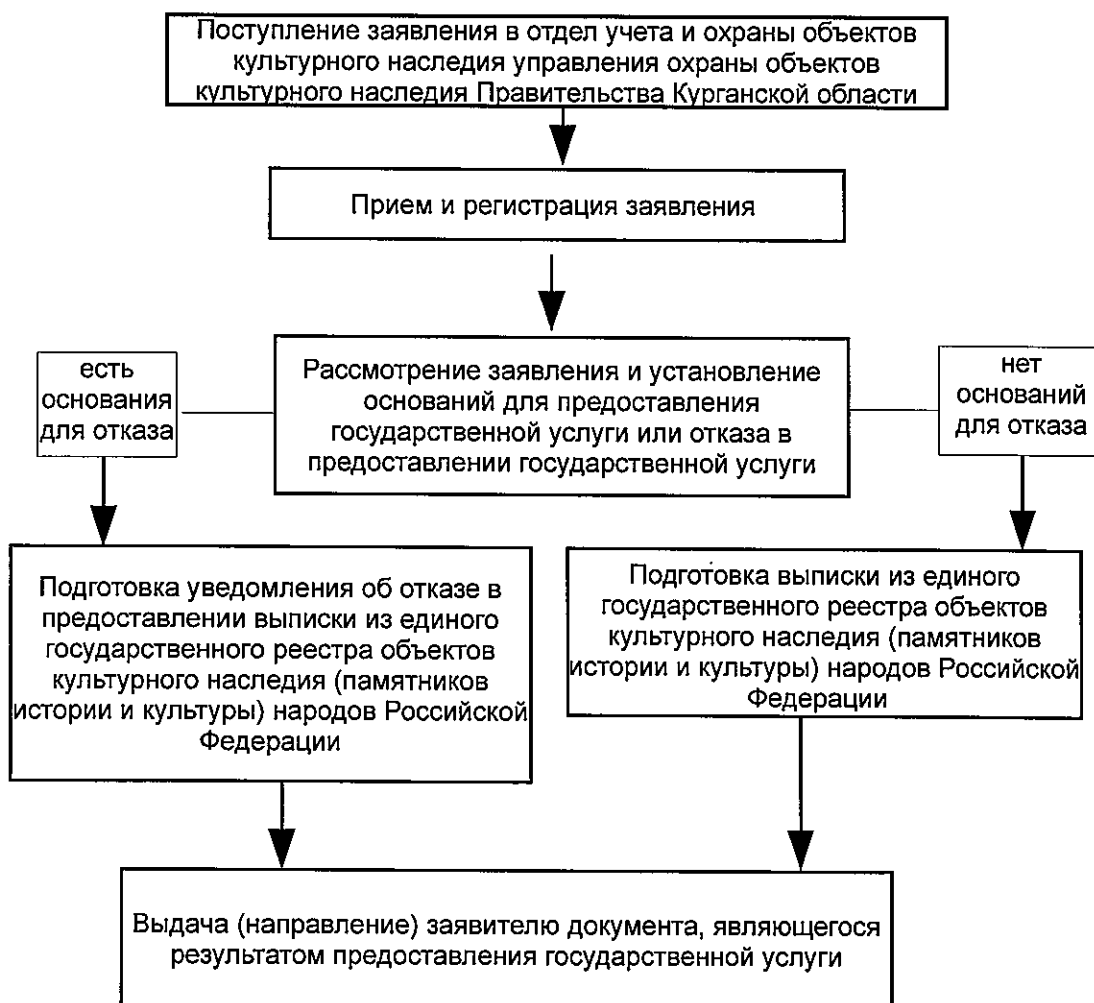 Поступление заявления в отдел учета и охраны объектов
культурного наследия управления охраны объектов
культурного наследия Правительства Курганской области
Прием и регистрация заявления
есть
основания
для отказа
Рассмотрение заявления и установление
оснований для предоставления
государственной услуги или отказа в
предоставлении государственной услуги
нет
оснований
для отказа
Подготовка уведомления об отказе в
предоставлении выписки из единого
государственного реестра объектов
культурного наследия (памятников
истории и культуры) народов Российской
Федерации
Подготовка выписки из единого
государственного реестра объектов
культурного наследия (памятников
истории и культуры) народов Российской
Федерации
Выдача (направление) заявителю документа, являющегося
результатом предоставления государственной услуги